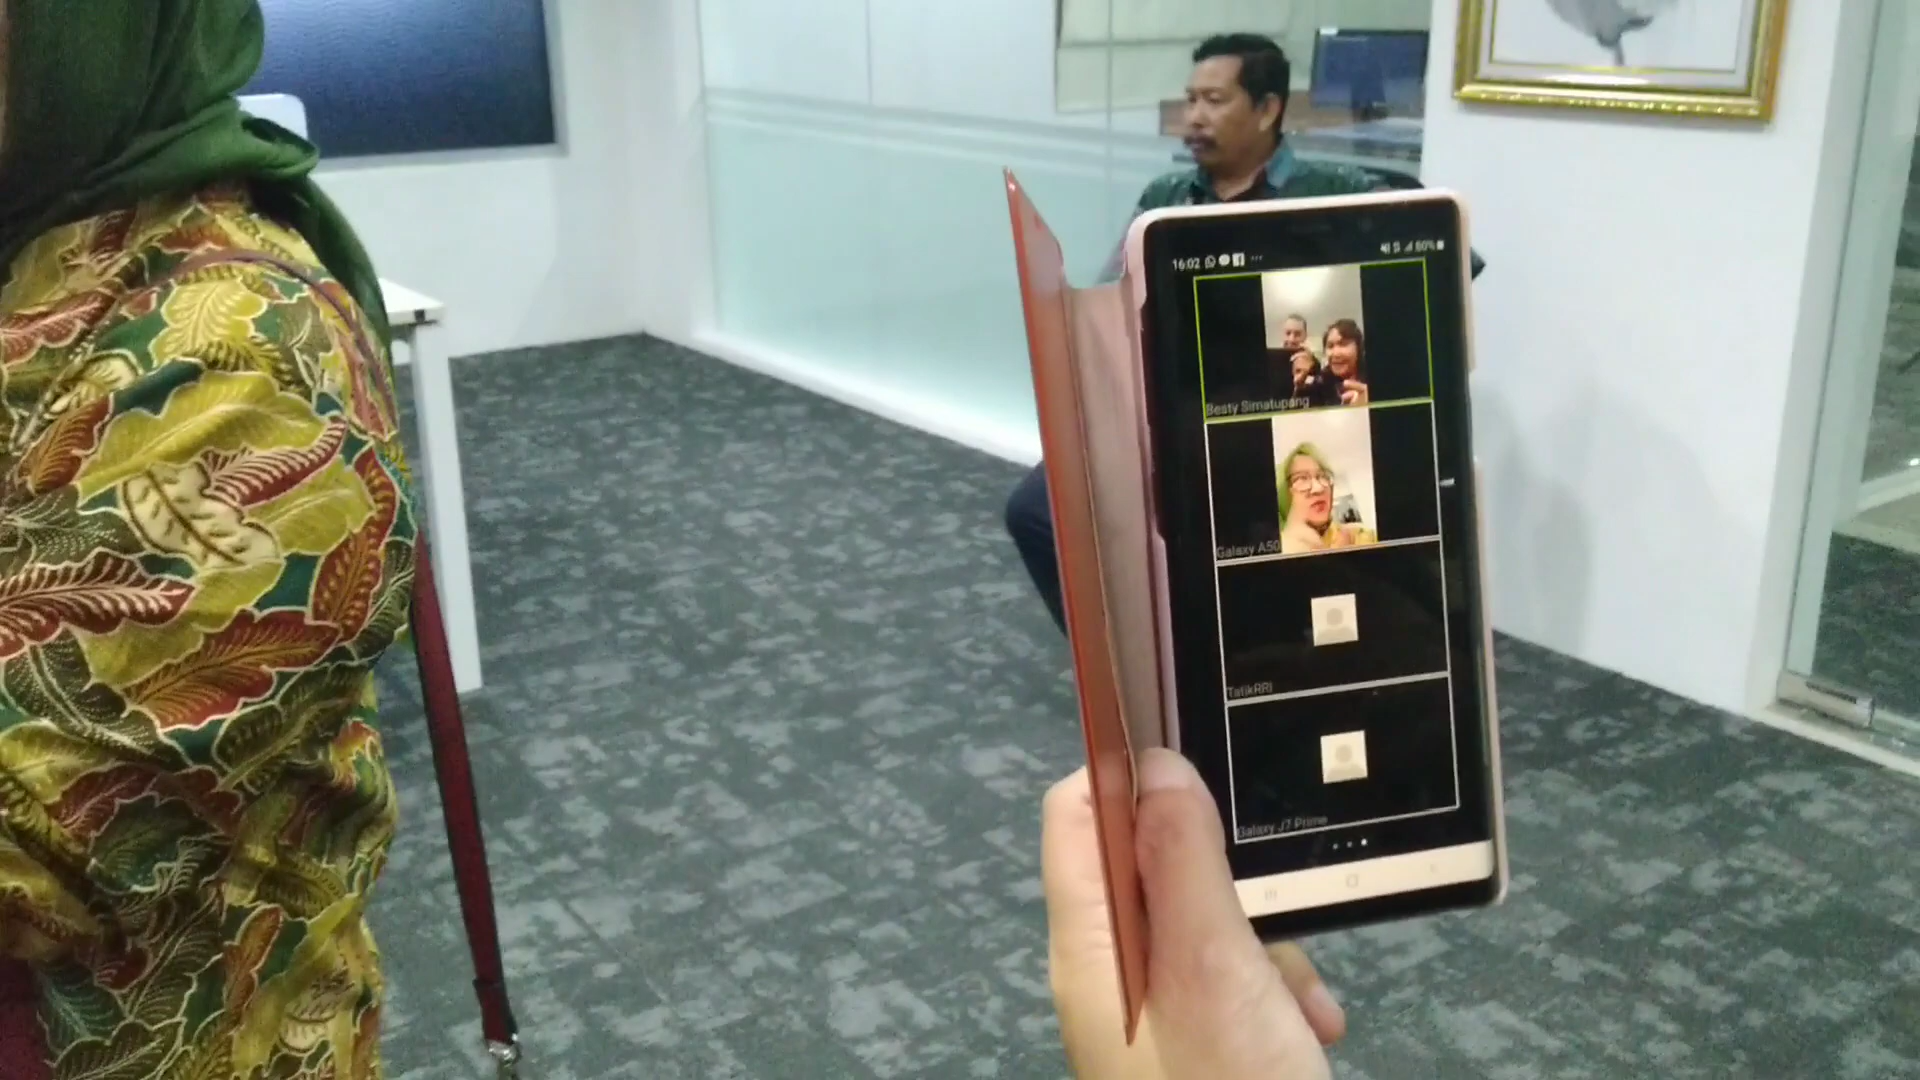 16:02
60%
Besty Simatupang
Galaxy A50
TatikRRI
Galaxy J7 Prime